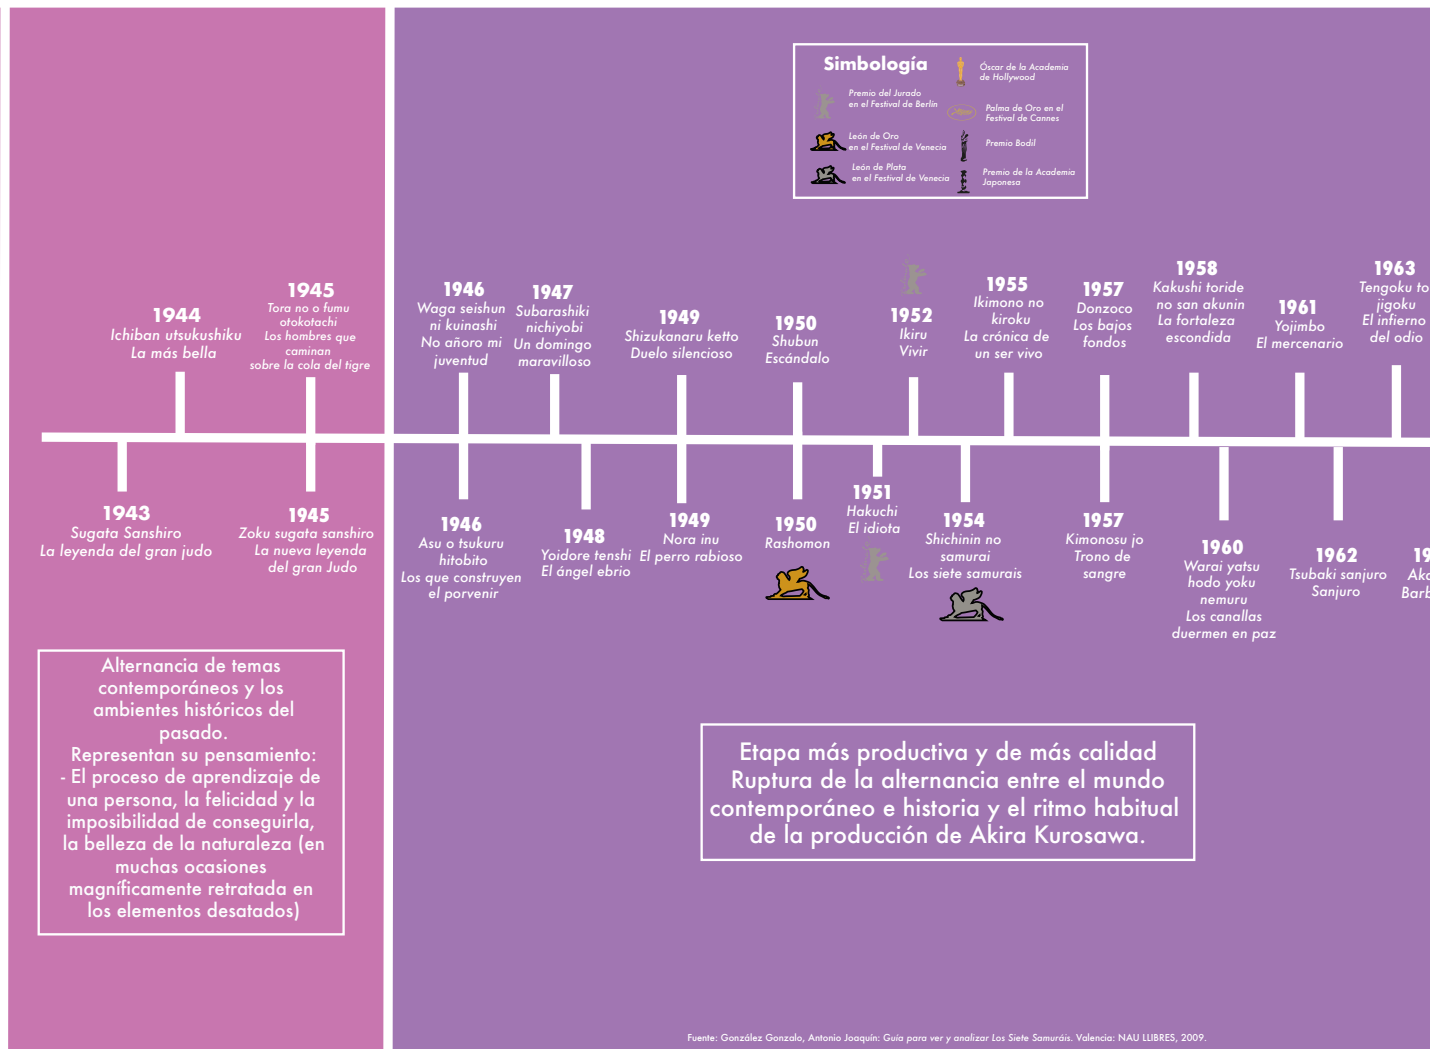 Simbología
Premio del Jurado
en el Festival de Berlín
León de Oro
en el Festival de Venecia
León de Plata
en el Festival de Venecia
Óscar de la Academia
de Hollywood
Palma de Oro en el
Festival de Cannes
Premio Bodil
Premio de la Academia
Japonesa
1944
Ichiban utsukushiku
La más bella
1945
Tora no o fumu
otokotachi
Los hombres que
caminan
sobre la cola del tigre
1946
Waga seishun
ni kuinashi
No añoro mi
juventud
1947
Subarashiki
nichiyobi
Un domingo
maravilloso
1949
Shizukanaru ketto
Duelo silencioso
1950
Shubun
Escándalo
1952
Ikiru
Vivir
1955
Ikimono no
kiroku
La crónica de
un ser vivo
1957
Donzoco
Los bajos
fondos
1958
Kakushi toride
no san akunin
La fortaleza
escondida
1961
Yojimbo
El mercenario
1963
Tengoku to
jigoku
El infierno
del odio
1943
Sugata Sanshiro
La leyenda del gran judo
1945
Zoku sugata sanshiro
La nueva leyenda
del gran Judo
1946
Asu o tsukuru
hitobito
Los que construyen
el porvenir
1948
Yoidore tenshi
El ángel ebrio
1949
Nora inu
El perro rabioso
1950
Rashomon
1951
Hakuchi
El idiota
1954
Shichinin no
samurai
Los siete samurais
1957
Kimonosu jo
Trono de
sangre
1960
Warai yatsu
hodo yoku
nemuru
Los canallas
duermen en paz
1962
Tsubaki sanjuro
Sanjuro
Alternancia de temas
contemporáneos y los
ambientes históricos del
pasado.
Representan su pensamiento:
- El proceso de aprendizaje de
una persona, la felicidad y la
imposibilidad de conseguirla,
la belleza de la naturaleza (en
muchas ocasiones
magníficamente retratada en
los elementos desatados)
Etapa más productiva y de más calidad
Ruptura de la alternancia entre el mundo
contemporáneo e historia y el ritmo habitual
de la producción de Akira Kurosawa.
Fuente: González Gonzalo, Antonio Joaquín: Guía para ver y analizar Los Siete Samuráis. Valencia: NAU LLIBRES, 2009.